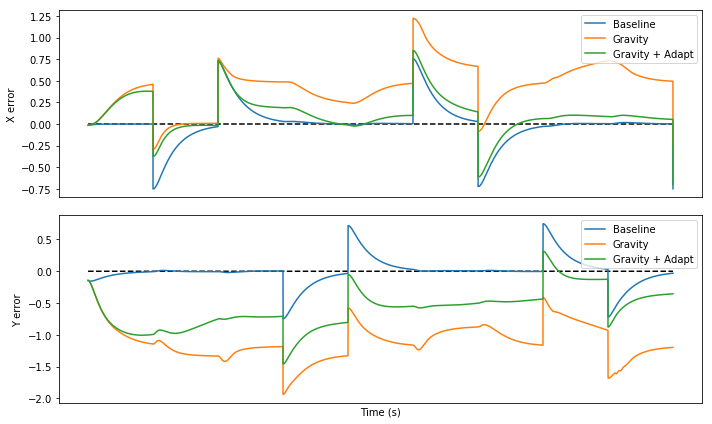 X error
1.25
1.00
0.75
0.50
0.25
0.00
−0.25
−0.50
−0.75
Baseline
Gravity
Gravity + Adapt
Y error
0.5
0.0
−0.5
−1.0
−1.5
−2.0
Baseline
Gravity
Gravity + Adapt
Time (s)